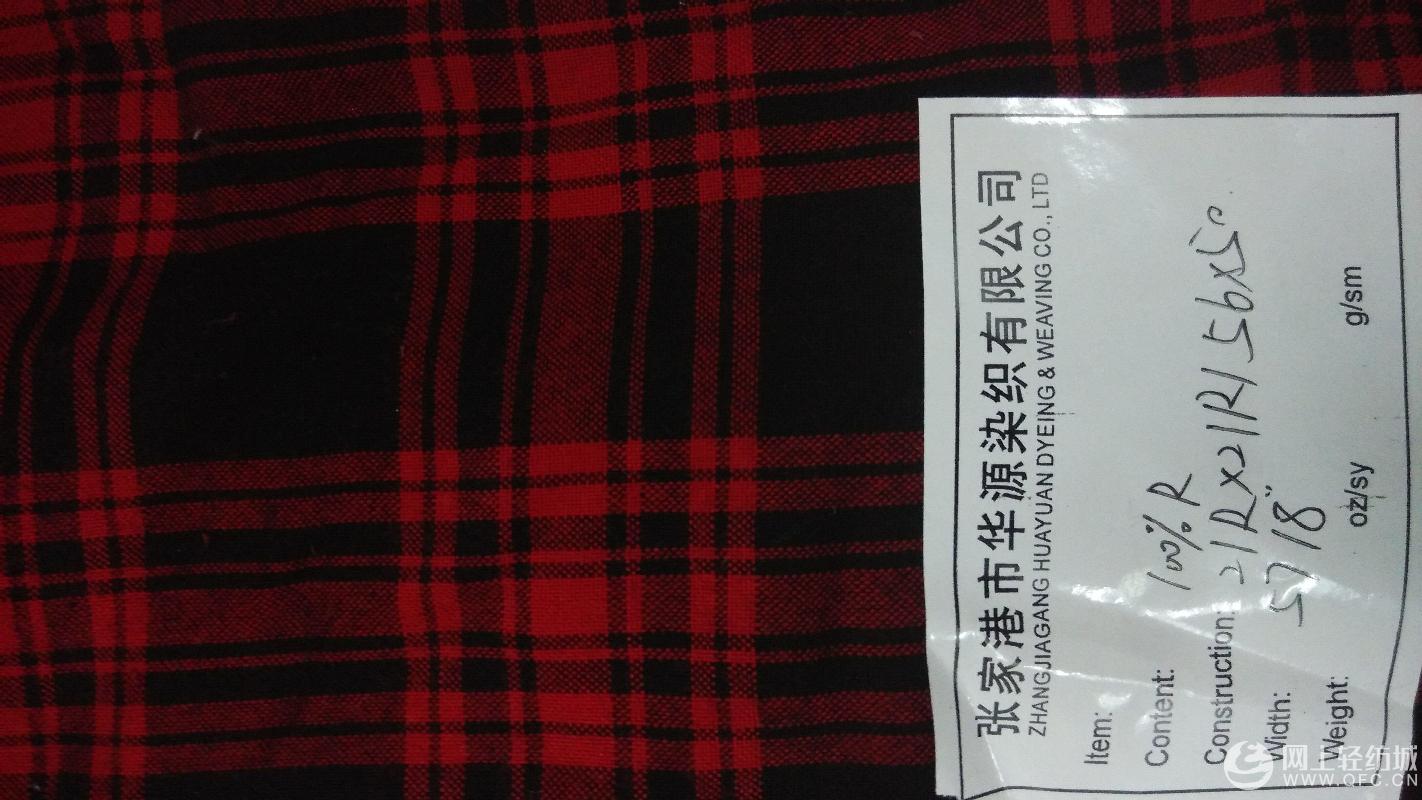 张家港市华源染织有限公司
ZHANGJIAGANG HUAYUAN DYEING & WEAVING CO., LTD
Item:
Content: 100% R
Construction: 21R×21R/56×50
Width: 57/8"
Weight: oz/sy g/sm
网上轻纺城
WWW.QFC.CN